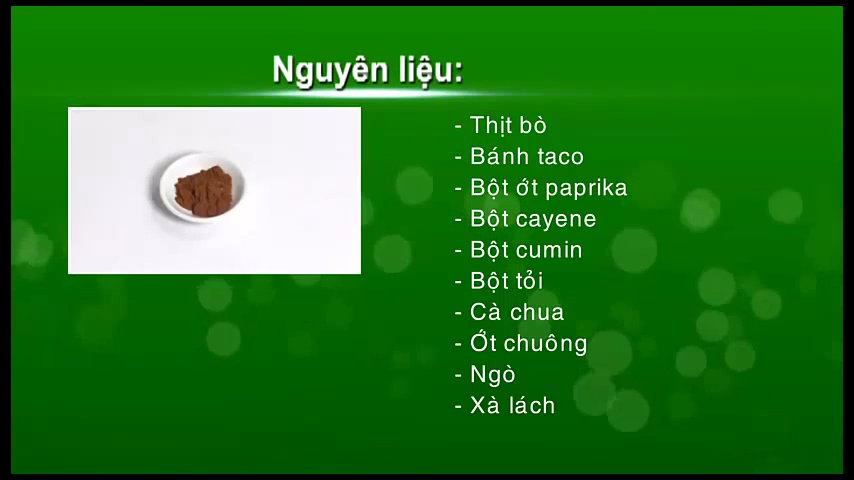 Nguyên liệu:
- Thịt bò
- Bánh taco
- Bột ớt paprika
- Bột cayene
- Bột cumin
- Bột tỏi
- Cà chua
- Ớt chuông
- Ngò
- Xà lách